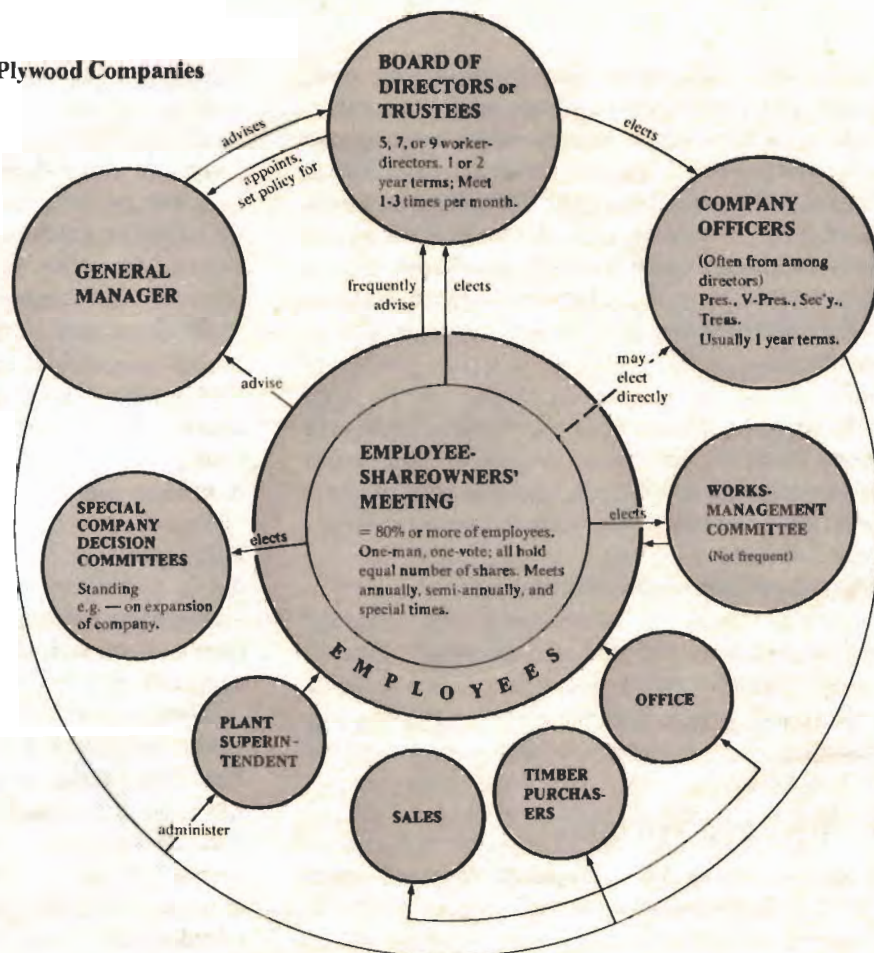 Plywood Companies
BOARD OF
DIRECTORS or
TRUSTEES
5, 7, or 9 worker-
directors. 1 or 2
year terms; Meet
1-3 times per month.
advises
appoints,
set policy for
elects
GENERAL
MANAGER
COMPANY
OFFICERS
(Often from among
directors)
Pres., V-Pres., Sec'y.,
Treas.
Usually 1 year terms.
frequently
advise
elects
advise
may
elect
directly
EMPLOYEE-
SHAREOWNERS'
MEETING
= 80% or more of employees.
One-man, one-vote; all hold
equal number of shares. Meets
annually, semi-annually, and
special times.
SPECIAL
COMPANY
DECISION
COMMITTEES
Standing
e.g. — on expansion
of company.
elects
elects
WORKS-
MANAGEMENT
COMMITTEE
(Not frequent)
EMPLOYEES
PLANT
SUPERIN-
TENDENT
SALES
TIMBER
PURCHAS-
ERS
OFFICE
administer